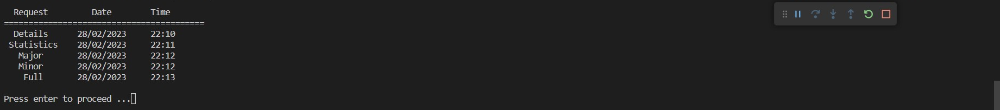 Request Date Time
=========================================
Details 28/02/2023 22:10
Statistics 28/02/2023 22:11
Major 28/02/2023 22:12
Minor 28/02/2023 22:12
Full 28/02/2023 22:13
Press enter to proceed ...